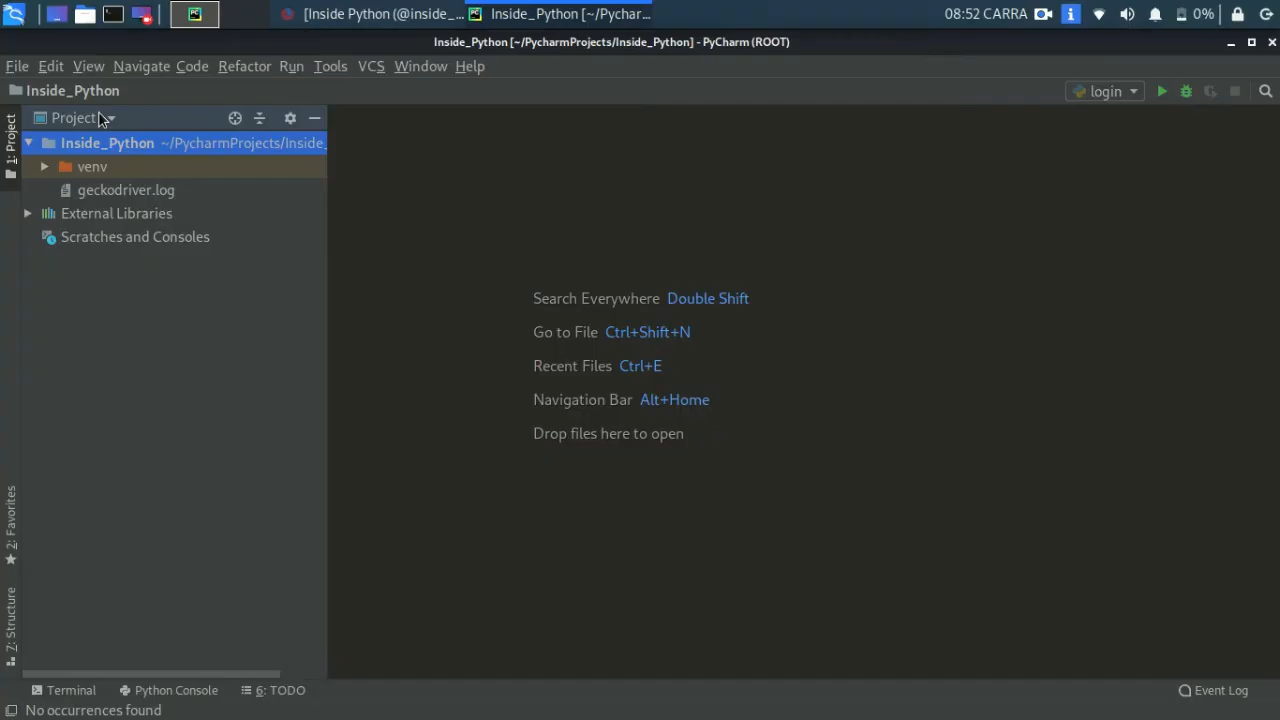 [Inside Python (@inside_...
Inside_Python [~/Pychar...
08:52 CARRA
0%
Inside_Python [~/PycharmProjects/Inside_Python] - PyCharm (ROOT)
File Edit View Navigate Code Refactor Run Tools VCS Window Help
Inside_Python
login
1: Project
Project
Inside_Python ~/PycharmProjects/Inside_
venv
geckodriver.log
External Libraries
Scratches and Consoles
Search Everywhere Double Shift
Go to File Ctrl+Shift+N
Recent Files Ctrl+E
Navigation Bar Alt+Home
Drop files here to open
2: Favorites
7: Structure
Terminal
Python Console
6: TODO
Event Log
No occurrences found